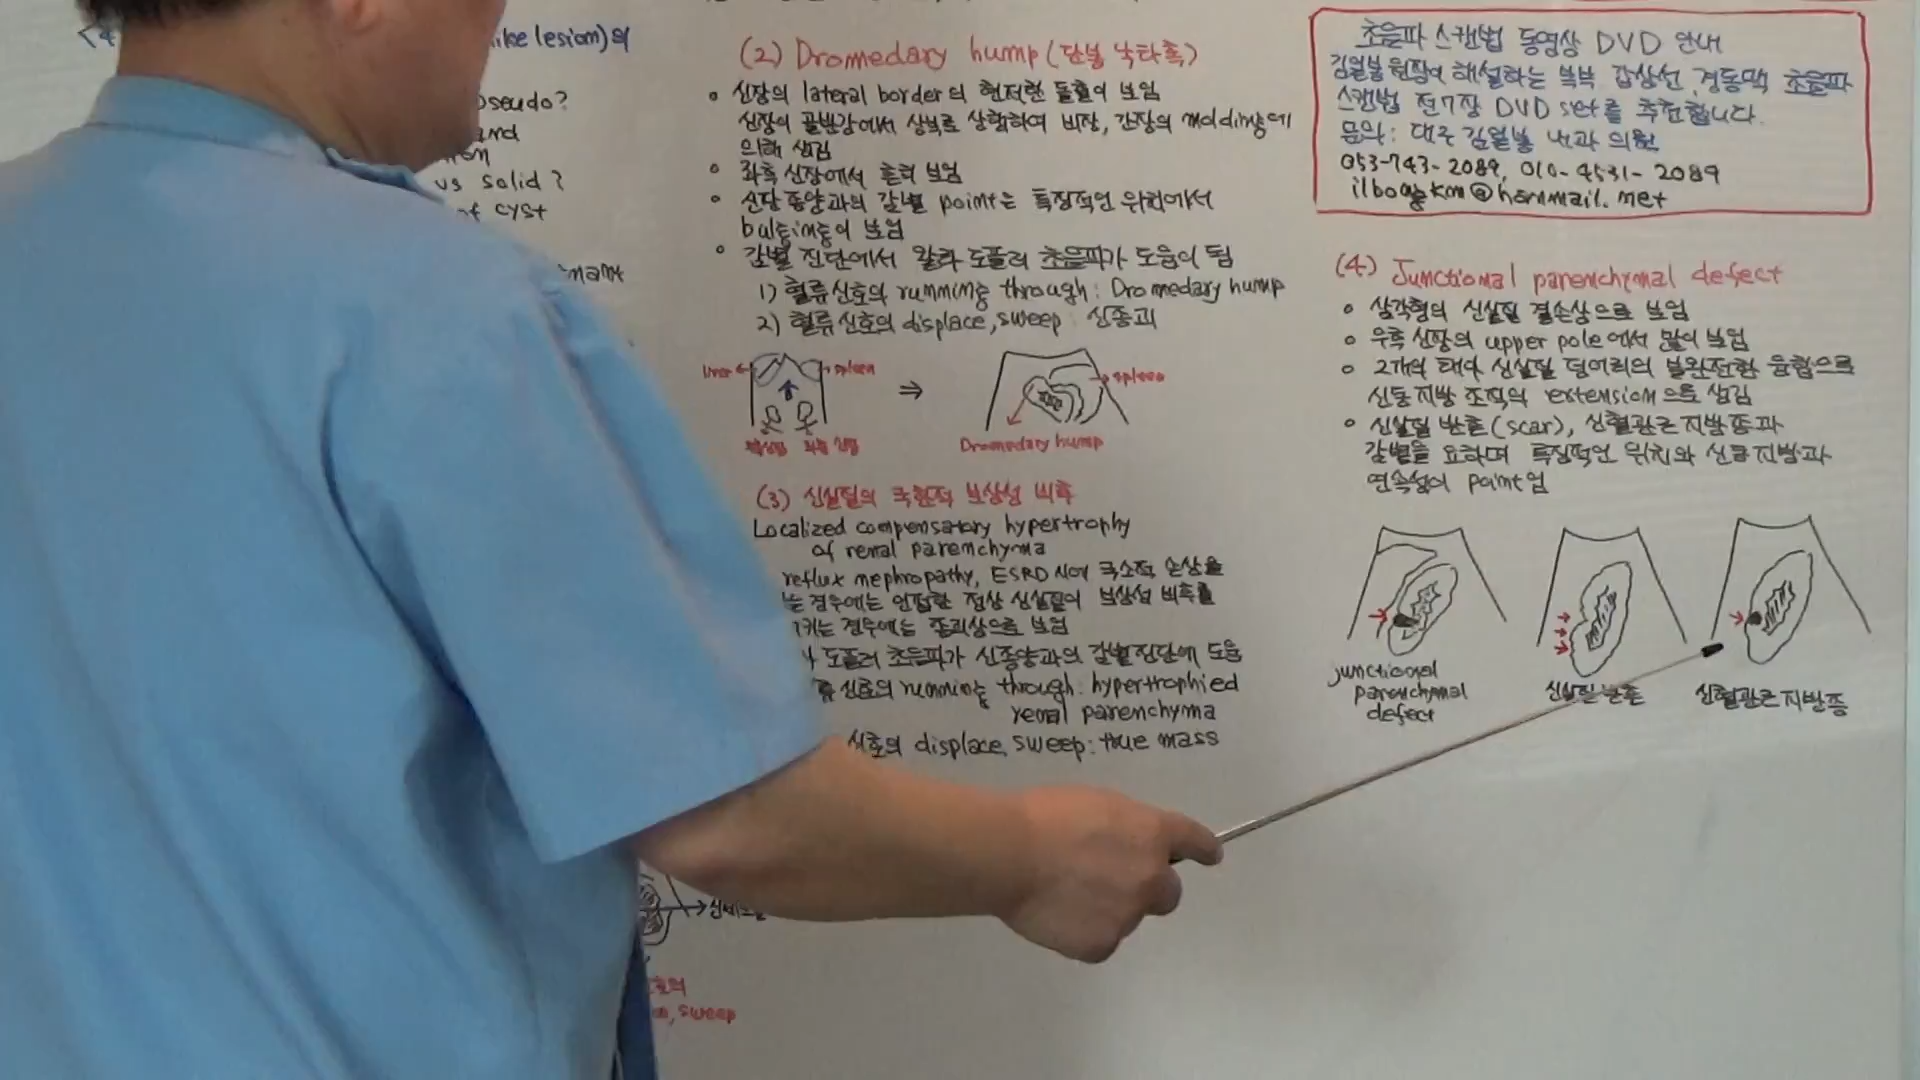 like lesion)의
pseudo?
and
vs solid?
of cyst
(2) Dromedary hump (단봉 낙타혹)
신장의 lateral border의 현저한 돌출이 보임
신장의 골반강에서 상복부로 상행하여 비장, 간장의 molding에
의해 생김
좌측 신장에서 흔히 보임
신장 종양과의 감별 point는 특징적인 위치에서
bulging이 보임
감별 진단에서 칼라 도플러 초음파가 도움이 됨
1) 혈류신호의 running through: Dromedary hump
2) 혈류신호의 displace, sweep: 신종괴
liver
spleen
⇒
spleen
좌측 신장
Dromedary hump
(3) 신실질의 국한적 보상성 비후
Localized compensatory hypertrophy
of renal parenchyma
reflux nephropathy, ESRD시에 국소적 손상을
는 경우에는 인접한 정상 신실질이 보상성 비후를
키는 경우에는 종괴상으로 보임
도플러 초음파가 신종양과의 감별진단에 도움
류신호의 running through: hypertrophied
renal parenchyma
신호의 displace, sweep: true mass
신호의
sweep
초음파 스캔법 동영상 DVD 안내
김일봉 원장이 해설하는 복부 갑상선, 경동맥 초음파
스캔법 전7장 DVD set를 추천합니다.
문의: 대구 김일봉 내과 의원
053-743-2089, 010-4531-2089
(4) Junctional parenchymal defect
삼각형의 신실질 결손상으로 보임
우측 신장의 upper pole에서 많이 보임
2개의 태아 신실질 덩어리의 불완전한 융합으로
신동 지방 조직의 extension으로 생김
신실질 반흔(scar), 신혈관근지방종과
감별을 요하며 특징적인 위치와 신동지방과
연속성이 point임
junctional
parenchymal
defect
신실질 반흔
신혈관근지방종